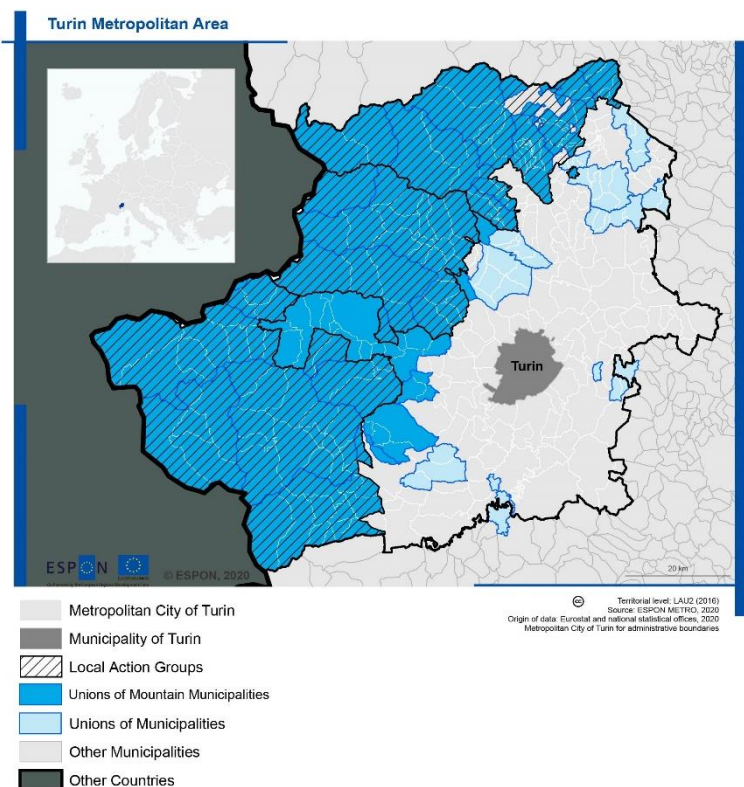 Turin Metropolitan Area
Turin
ESPON
© ESPON, 2020
20 km
Metropolitan City of Turin
Municipality of Turin
Local Action Groups
Unions of Mountain Municipalities
Unions of Municipalities
Other Municipalities
Other Countries
cc
Territorial level: LAU2 (2016)
Source: ESPON METRO, 2020
Origin of data: Eurostat and national statistical offices, 2020
Metropolitan City of Turin for administrative boundaries